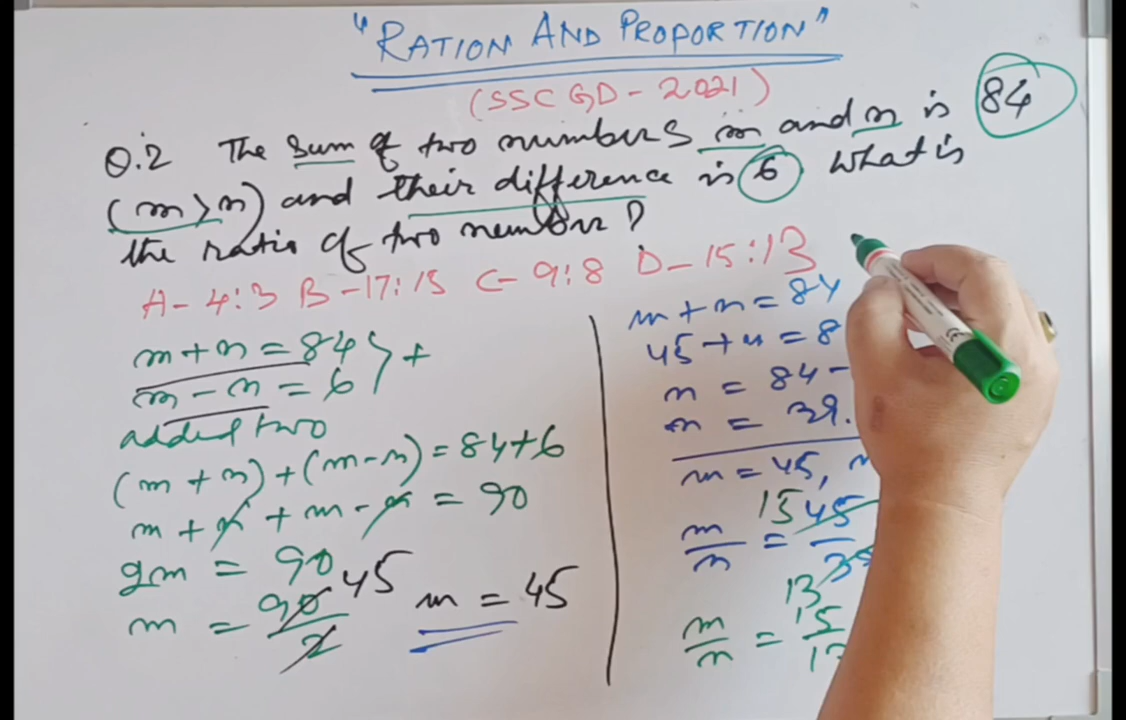 "RATION AND PROPORTION"
(SSC GD - 2021)
Q.2 The sum of two numbers m and n is 84
(m > n) and their difference is 6. What is
the ratio of two number?
A- 4:3 B-17:15 C- 9:8 D-15:13
m + n = 84 } +
m - n = 6
added two
(m + n) + (m - n) = 84+6
m + n + m - n = 90
2m = 90
m = 90/2 45 m = 45
m + n = 84
45 + n = 8
n = 84 -
n = 39.
m = 45,
m/n = 15 45/39
13
m/n = 15/13